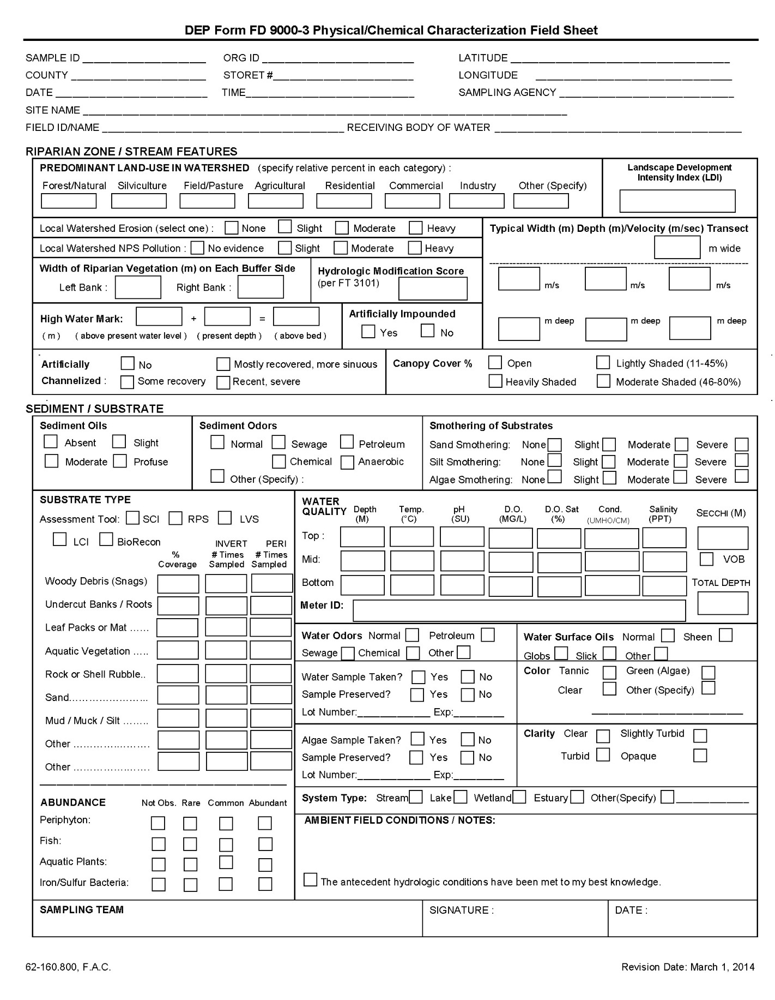 DEP Form FD 9000-3 Physical/Chemical Characterization Field Sheet
SAMPLE ID ______________________ ORG ID ___________________________ LATITUDE _______________________________________
COUNTY ________________________ STORET #_________________________ LONGITUDE ___________________________________
DATE ___________________________ TIME______________________________ SAMPLING AGENCY _______________________________
SITE NAME ______________________________________________________________________________________
FIELD ID/NAME ___________________________________________ RECEIVING BODY OF WATER ____________________________________________
RIPARIAN ZONE / STREAM FEATURES
PREDOMINANT LAND-USE IN WATERSHED (specify relative percent in each category) :
Forest/Natural Silviculture Field/Pasture Agricultural Residential Commercial Industry Other (Specify)
Landscape Development
Intensity Index (LDI)
Local Watershed Erosion (select one) : None Slight Moderate Heavy
Local Watershed NPS Pollution : No evidence Slight Moderate Heavy
Typical Width (m) Depth (m)/Velocity (m/sec) Transect
m wide
m/s m/s m/s
m deep m deep m deep
Width of Riparian Vegetation (m) on Each Buffer Side
Left Bank : Right Bank :
Hydrologic Modification Score
(per FT 3101)
High Water Mark: + =
( m ) ( above present water level ) ( present depth ) ( above bed )
Artificially Impounded
Yes No
Artificially No Mostly recovered, more sinuous
Channelized : Some recovery Recent, severe
Canopy Cover % Open Lightly Shaded (11-45%)
Heavily Shaded Moderate Shaded (46-80%)
SEDIMENT / SUBSTRATE
Sediment Oils
Absent Slight
Moderate Profuse
Sediment Odors
Normal Sewage Petroleum
Chemical Anaerobic
Other (Specify) :
Smothering of Substrates
Sand Smothering: None Slight Moderate Severe
Silt Smothering: None Slight Moderate Severe
Algae Smothering: None Slight Moderate Severe
SUBSTRATE TYPE
Assessment Tool: SCI RPS LVS
LCI BioRecon
INVERT PERI
% # Times # Times
Coverage Sampled Sampled
Woody Debris (Snags)
Undercut Banks / Roots
Leaf Packs or Mat ……
Aquatic Vegetation …..
Rock or Shell Rubble..
Sand……………………
Mud / Muck / Silt ……..
Other …………………..
Other …………………..
____________________________________________
ABUNDANCE Not Obs. Rare Common Abundant
Periphyton:
Fish:
Aquatic Plants:
Iron/Sulfur Bacteria:
WATER
QUALITY
Depth Temp. pH D.O. D.O. Sat Cond. Salinity
(M) (°C) (SU) (MG/L) (%) (UMHO/CM) (PPT)
SECCHI (M)
Top :
Mid: VOB
Bottom TOTAL DEPTH
Meter ID:
Water Odors Normal Petroleum
Sewage Chemical Other
Water Surface Oils Normal Sheen
Globs Slick Other
Water Sample Taken? Yes No
Sample Preserved? Yes No
Lot Number:_____________ Exp:_________
Color Tannic Green (Algae)
Clear Other (Specify)
___________________________
Algae Sample Taken? Yes No
Sample Preserved? Yes No
Lot Number:_____________ Exp:_________
Clarity Clear Slightly Turbid
Turbid Opaque
System Type: Stream Lake Wetland Estuary Other(Specify) _____________
AMBIENT FIELD CONDITIONS / NOTES:
The antecedent hydrologic conditions have been met to my best knowledge.
SAMPLING TEAM SIGNATURE : DATE :
62-160.800, F.A.C. Revision Date: March 1, 2014